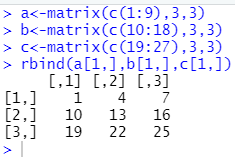 > a<-matrix(c(1:9),3,3)
> b<-matrix(c(10:18),3,3)
> c<-matrix(c(19:27),3,3)
> rbind(a[1,],b[1,],c[1,])
     [,1] [,2] [,3]
[1,]    1    4    7
[2,]   10   13   16
[3,]   19   22   25
>